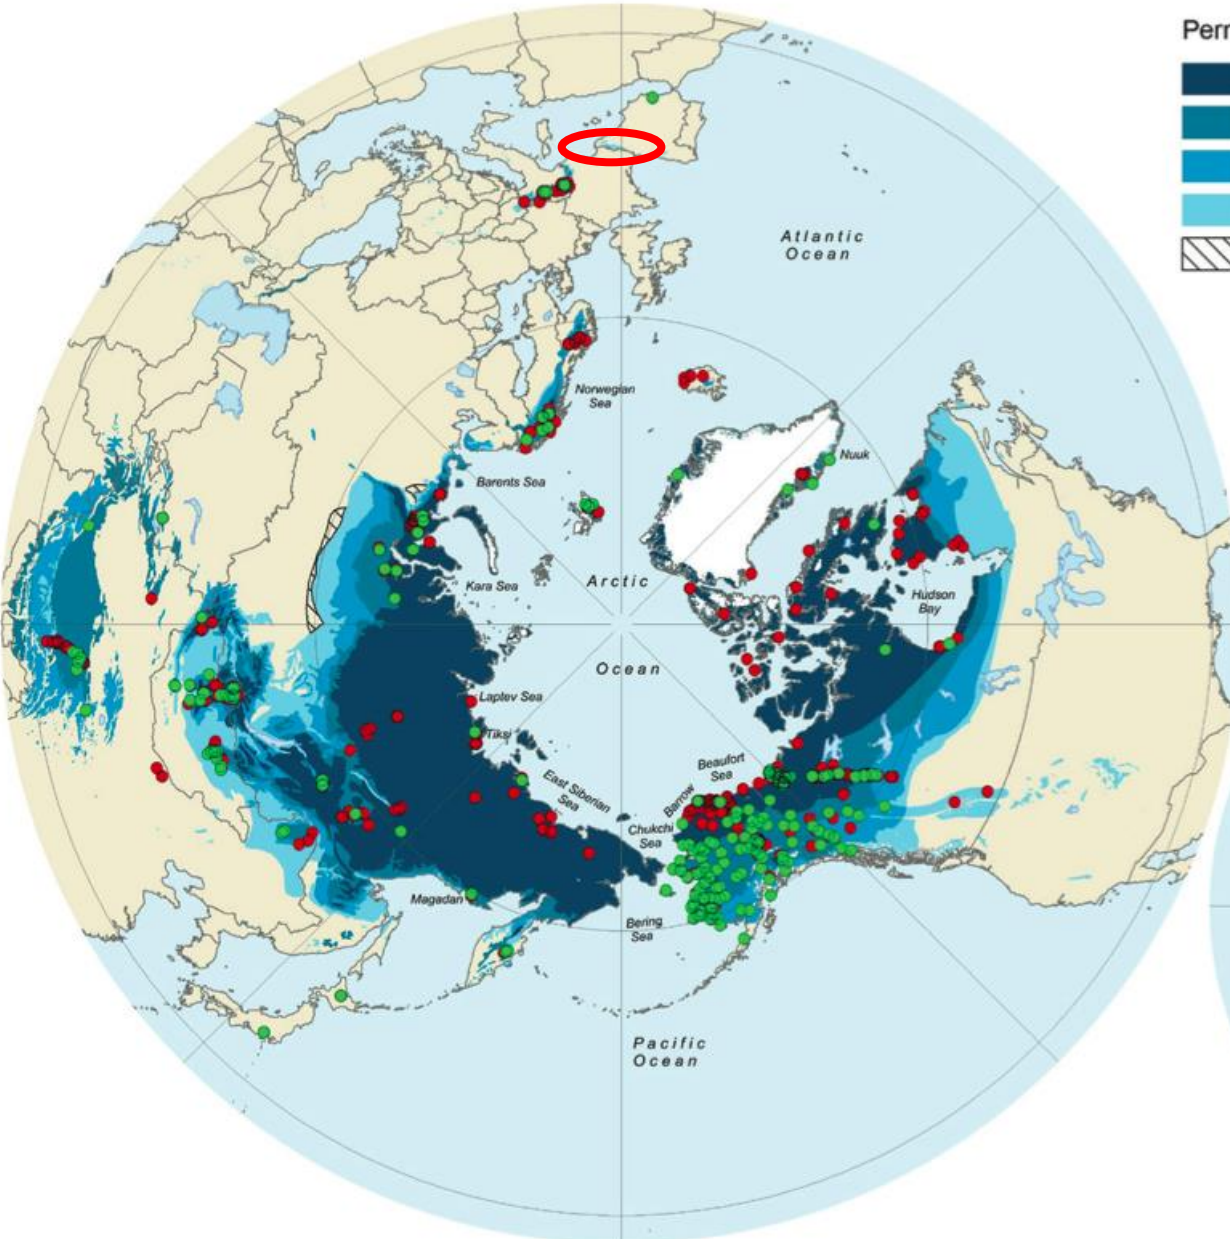 Perr
Atlantic
Ocean
Norwegian
Sea
Nuuk
Barents Sea
Kara Sea
Arctic
Hudson
Bay
Ocean
Laptev Sea
Tiksi
Beaufort
Sea
East Siberian
Sea
Barrow
Chukchi
Sea
Magadan
Bering
Sea
Pacific
Ocean